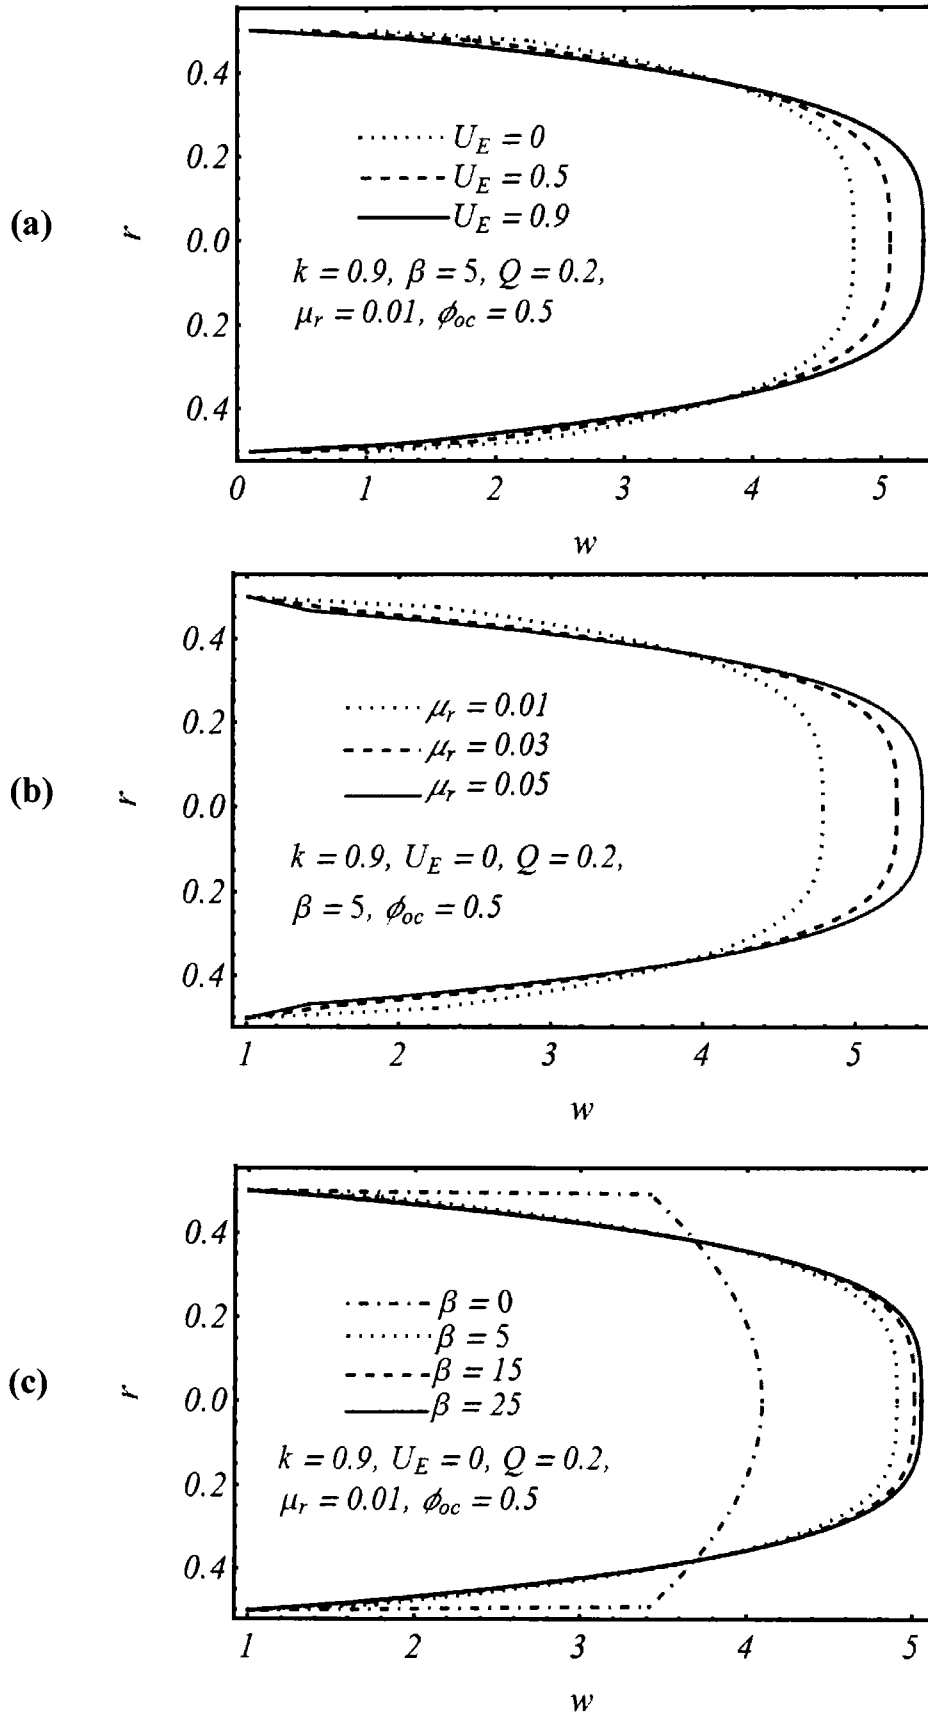 (a)
r
0.4
0.2
0.0
0.2
0.4
U_E = 0
U_E = 0.5
U_E = 0.9
k = 0.9, β = 5, Q = 0.2,
μ_r = 0.01, ϕ_oc = 0.5
0 1 2 3 4 5
w
(b)
r
0.4
0.2
0.0
0.2
0.4
μ_r = 0.01
μ_r = 0.03
μ_r = 0.05
k = 0.9, U_E = 0, Q = 0.2,
β = 5, ϕ_oc = 0.5
1 2 3 4 5
w
(c)
r
0.4
0.2
0.0
0.2
0.4
β = 0
β = 5
β = 15
β = 25
k = 0.9, U_E = 0, Q = 0.2,
μ_r = 0.01, ϕ_oc = 0.5
1 2 3 4 5
w